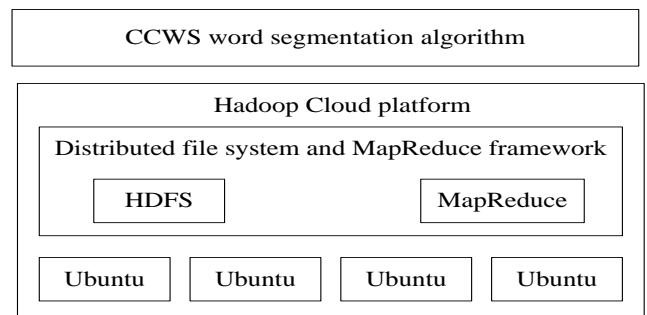 CCWS word segmentation algorithm
Hadoop Cloud platform
Distributed file system and MapReduce framework
HDFS MapReduce
Ubuntu Ubuntu Ubuntu Ubuntu